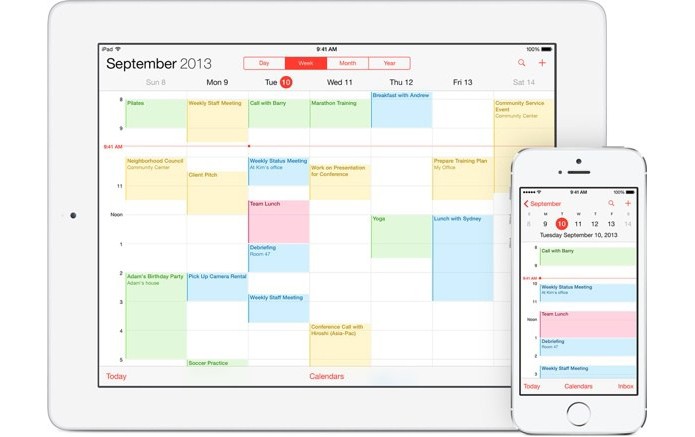 iPad 9:41 AM 100%
September 2013 Day Week Month Year
Sun 8 Mon 9 Tue 10 Wed 11 Thu 12 Fri 13 Sat 14
8
Pilates
Weekly Staff Meeting
Call with Barry
Marathon Training
Breakfast with Andrew
Community Service
Event
Community Center
9
9:41 AM
Neighborhood Council
Community Center
Client Pitch
Weekly Status Meeting
At Kim's office
Work on Presentation
for Conference
Prepare Training Plan
My Office
11
Team Lunch
Noon
Yoga
Lunch with Sydney
1
Debriefing
Room 47
2
Adam's Birthday Party
Adam's house
Pick Up Camera Rental
3
Weekly Staff Meeting
4
Conference Call with
Hiroshi (Asia-Pac)
5
Soccer Practice
Today Calendars
9:41 AM 100%
September
S M T W T F S
8 9 10 11 12 13 14
Tuesday September 10, 2013
8
Call with Barry
9
9:41 AM
10
Weekly Status Meeting
At Kim's office
11
Team Lunch
Noon
1
Debriefing
Room 47
2
Weekly Staff Meeting
3
Today Calendars Inbox